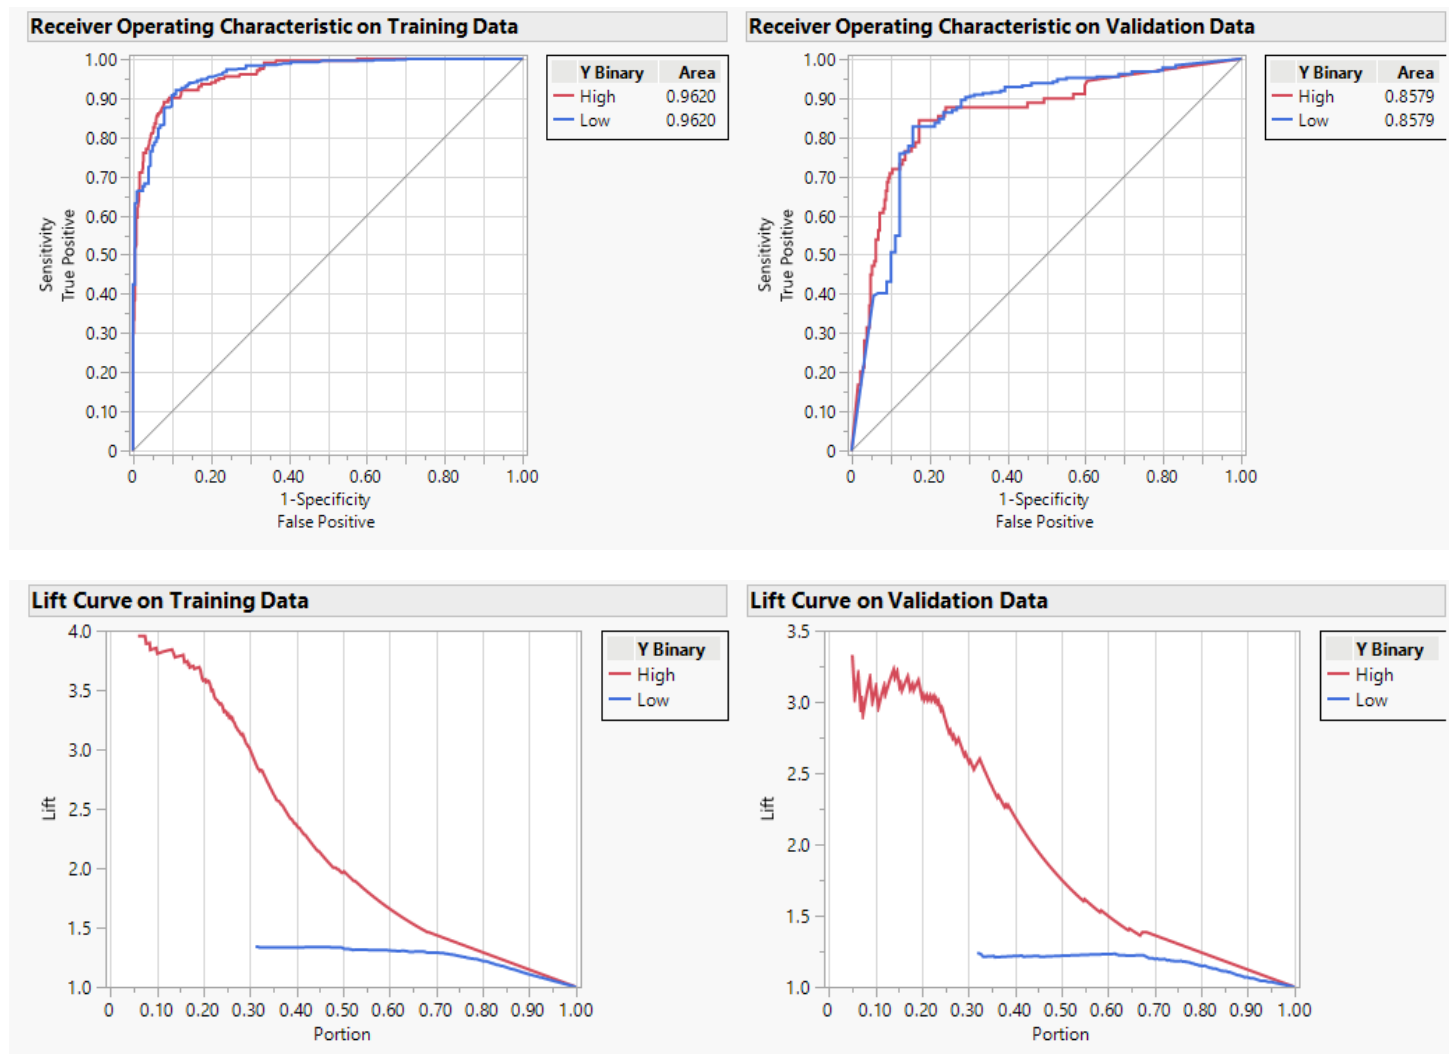 Receiver Operating Characteristic on Training Data
1.00
0.90
0.80
0.70
0.60
0.50
0.40
0.30
0.20
0.10
0
Sensitivity
True Positive
0 0.20 0.40 0.60 0.80 1.00
1-Specificity
False Positive
Y Binary Area
High 0.9620
Low 0.9620
Receiver Operating Characteristic on Validation Data
1.00
0.90
0.80
0.70
0.60
0.50
0.40
0.30
0.20
0.10
0
Sensitivity
True Positive
0 0.20 0.40 0.60 0.80 1.00
1-Specificity
False Positive
Y Binary Area
High 0.8579
Low 0.8579
Lift Curve on Training Data
4.0
3.5
3.0
2.5
2.0
1.5
1.0
Lift
0 0.10 0.20 0.30 0.40 0.50 0.60 0.70 0.80 0.90 1.00
Portion
Y Binary
High
Low
Lift Curve on Validation Data
3.5
3.0
2.5
2.0
1.5
1.0
Lift
0 0.10 0.20 0.30 0.40 0.50 0.60 0.70 0.80 0.90 1.00
Portion
Y Binary
High
Low